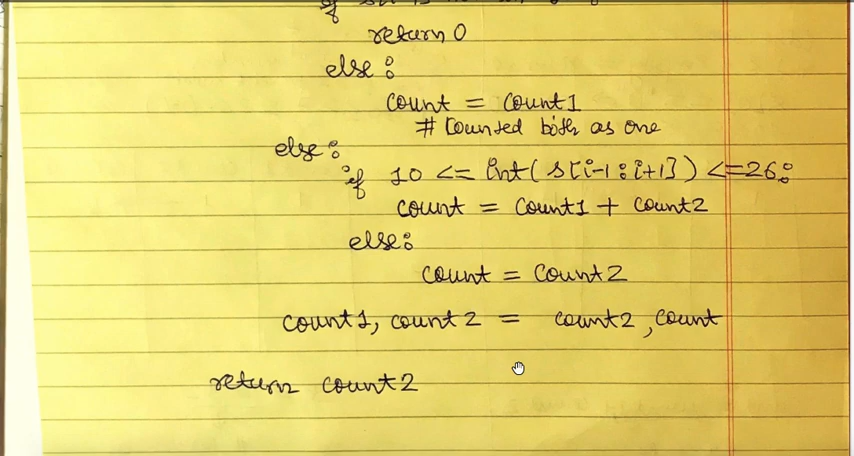 if
return 0
else :
count = count1
# Counted both as one
else :
if 10 <= int( s[i-1 : i+1] ) <=26 :
count = count1 + count2
else :
count = count2
count1, count2 = count2 , count
return count2